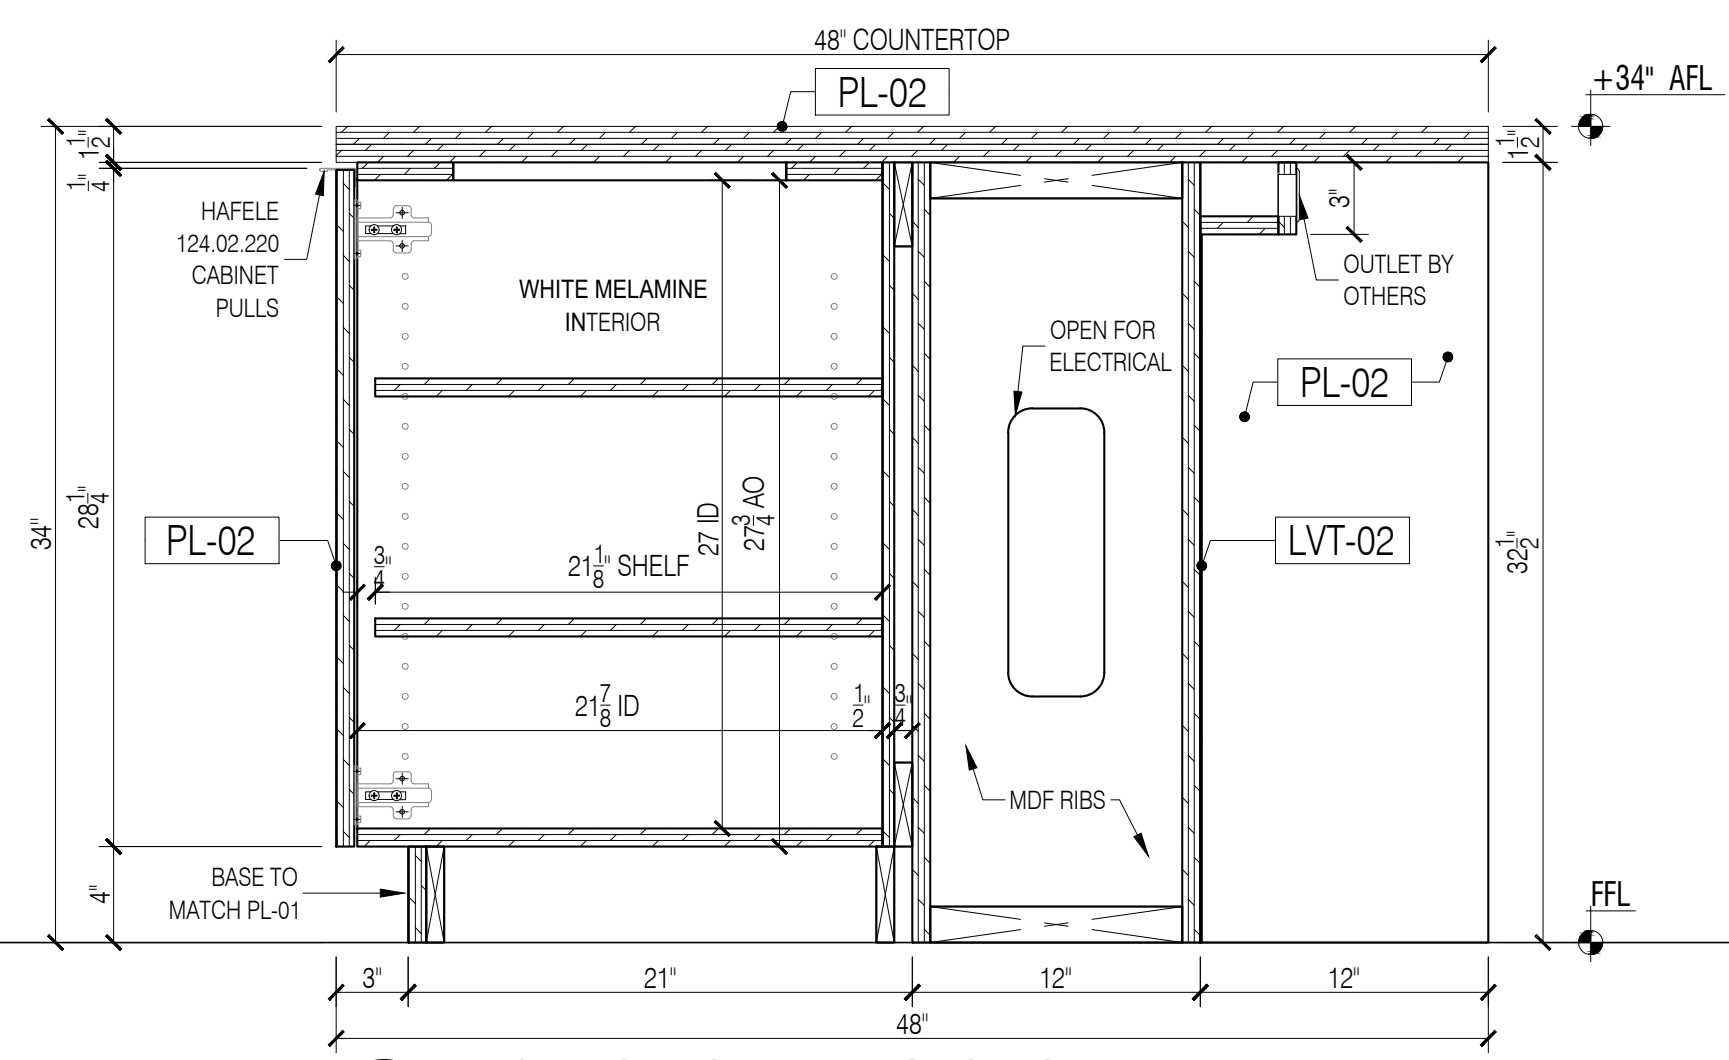 48" COUNTERTOP
PL-02
+34" AFL
1 1/2"
1/4"
1 1/2"
3"
HAFELE
124.02.220
CABINET
PULLS
WHITE MELAMINE
INTERIOR
OUTLET BY
OTHERS
OPEN FOR
ELECTRICAL
PL-02
34"
28 1/4"
PL-02
3/4"
21 1/8" SHELF
27 ID
27 3/4 AO
LVT-02
32 1/2"
21 7/8 ID
1/2"
3/4"
MDF RIBS
4"
BASE TO
MATCH PL-01
FFL
3"
21"
12"
12"
48"